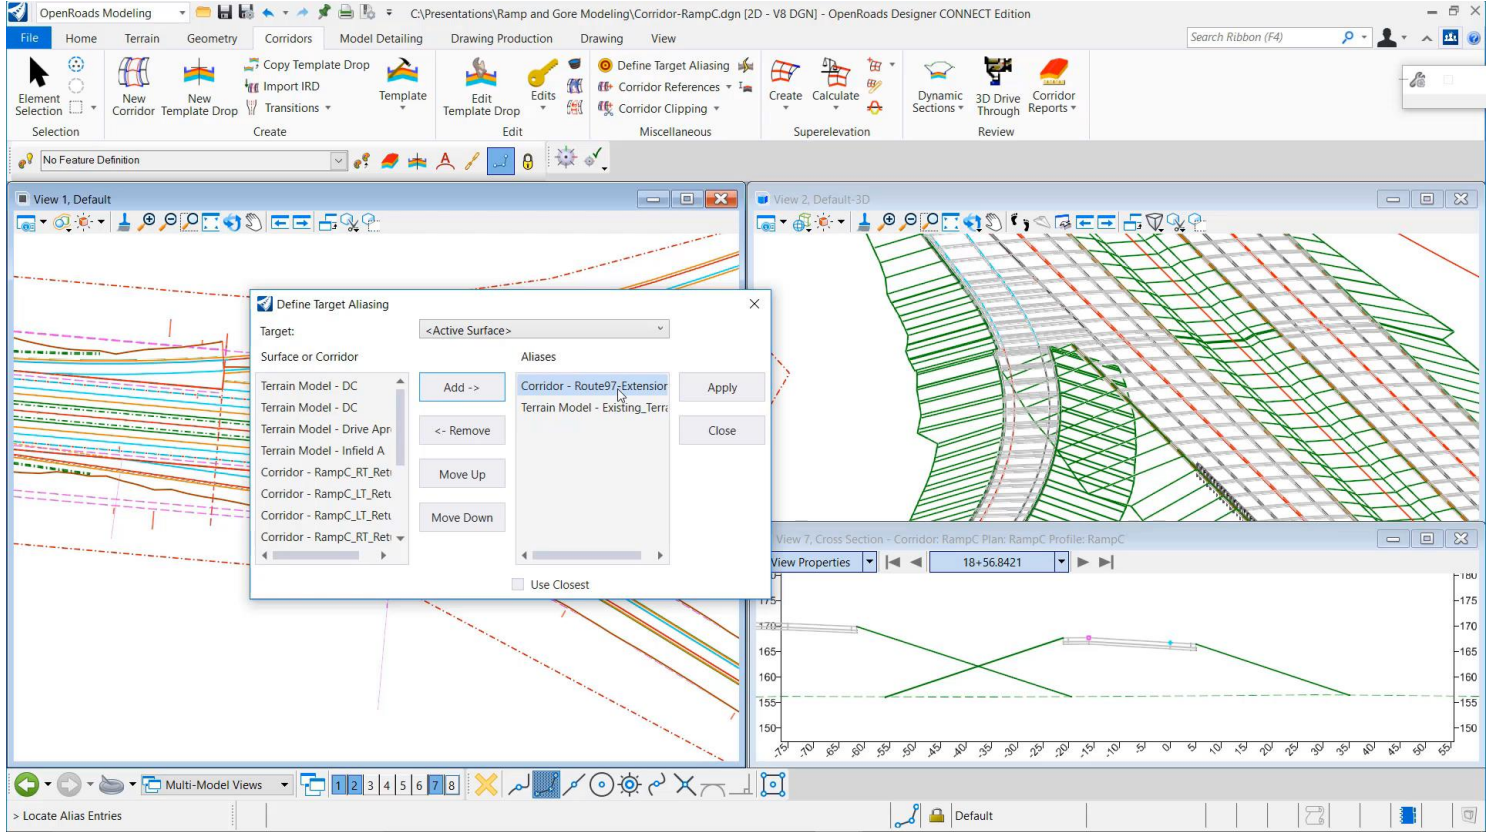 OpenRoads Modeling
C:\Presentations\Ramp and Gore Modeling\Corridor-RampC.dgn [2D - V8 DGN] - OpenRoads Designer CONNECT Edition
File Home Terrain Geometry Corridors Model Detailing Drawing Production Drawing View
Search Ribbon (F4)
Element Selection
Selection
New Corridor
New Template Drop
Copy Template Drop
Import IRD
Transitions
Template
Create
Edit Template Drop
Edits
Edit
Define Target Aliasing
Corridor References
Corridor Clipping
Miscellaneous
Create
Calculate
Superelevation
Dynamic Sections
3D Drive Through
Corridor Reports
Review
No Feature Definition
View 1, Default
View 2, Default-3D
Define Target Aliasing
Target:
<Active Surface>
Surface or Corridor
Aliases
Terrain Model - DC
Terrain Model - DC
Terrain Model - Drive Apr
Terrain Model - Infield A
Corridor - RampC_RT_Ret
Corridor - RampC_LT_Retu
Corridor - RampC_LT_Retu
Corridor - RampC_RT_Ret
Add ->
<- Remove
Move Up
Move Down
Corridor - Route97-Extension
Terrain Model - Existing_Terra
Apply
Close
Use Closest
View 7, Cross Section - Corridor: RampC Plan: RampC Profile: RampC
View Properties
18+56.8421
180
175
175
170
170
165
165
160
160
155
155
150
150
-75 -70 -65 -60 -55 -50 -45 -40 -35 -30 -25 -20 -15 -10 -5 0 5 10 15 20 25 30 35 40 45 50 55
Multi-Model Views
1 2 3 4 5 6 7 8
> Locate Alias Entries
Default